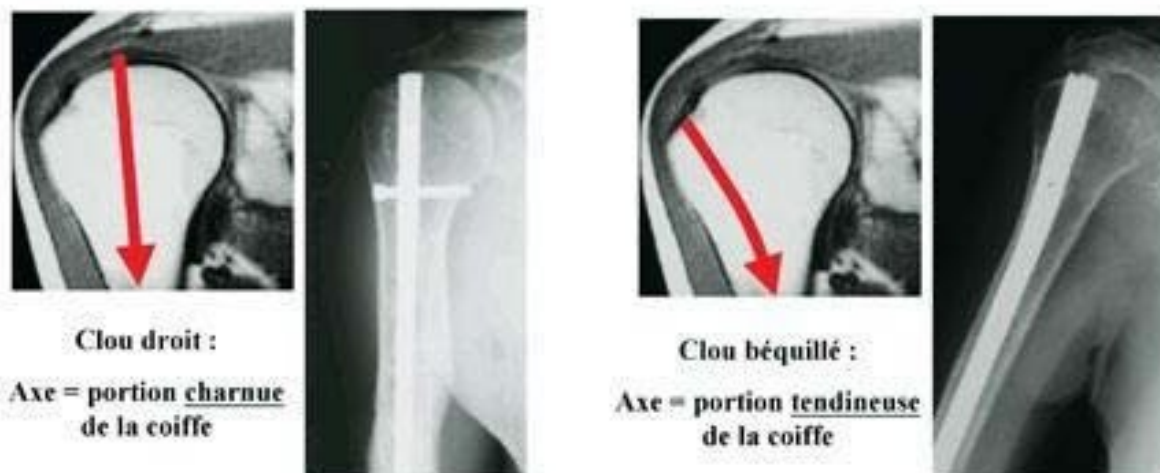 Clou droit :
Axe = portion charnue
de la coiffe
Clou béquillé :
Axe = portion tendineuse
de la coiffe